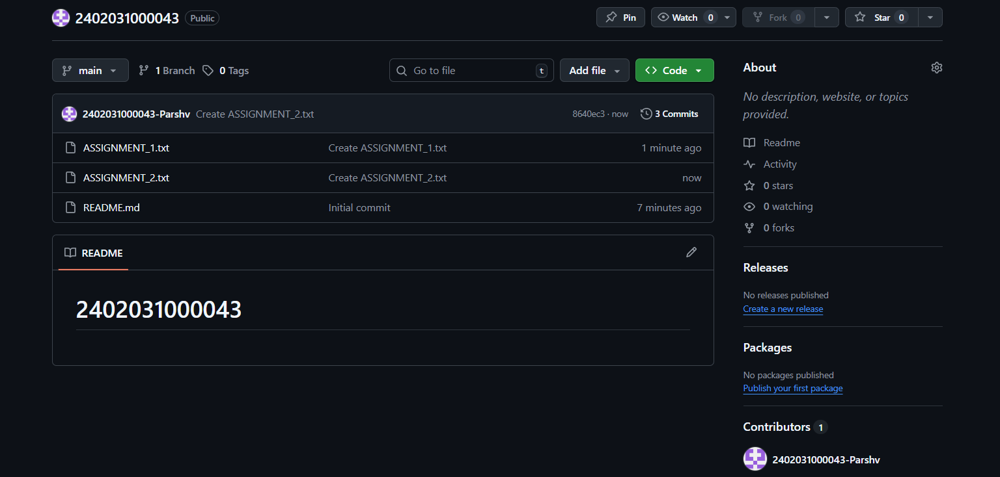 2402031000043 Public Pin Watch 0 Fork 0 Star 0
main 1 Branch 0 Tags Go to file t Add file Code
2402031000043-Parshv Create ASSIGNMENT_2.txt 8640ec3 · now 3 Commits
ASSIGNMENT_1.txt Create ASSIGNMENT_1.txt 1 minute ago
ASSIGNMENT_2.txt Create ASSIGNMENT_2.txt now
README.md Initial commit 7 minutes ago
README
2402031000043
About
No description, website, or topics
provided.
Readme
Activity
0 stars
0 watching
0 forks
Releases
No releases published
Create a new release
Packages
No packages published
Publish your first package
Contributors 1
2402031000043-Parshv